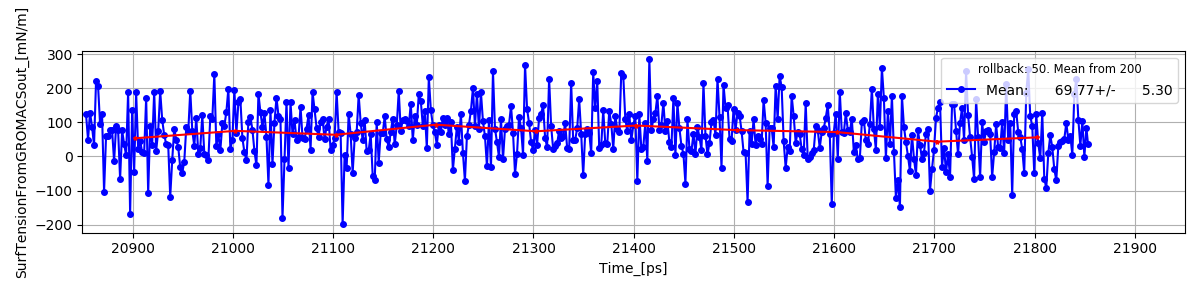 SurfTensionFromGROMACSout_[mN/m]
300
200
100
0
−100
−200
rollback: 50. Mean from 200
Mean: 69.77+/- 5.30
20900 21000 21100 21200 21300 21400 21500 21600 21700 21800 21900
Time_[ps]